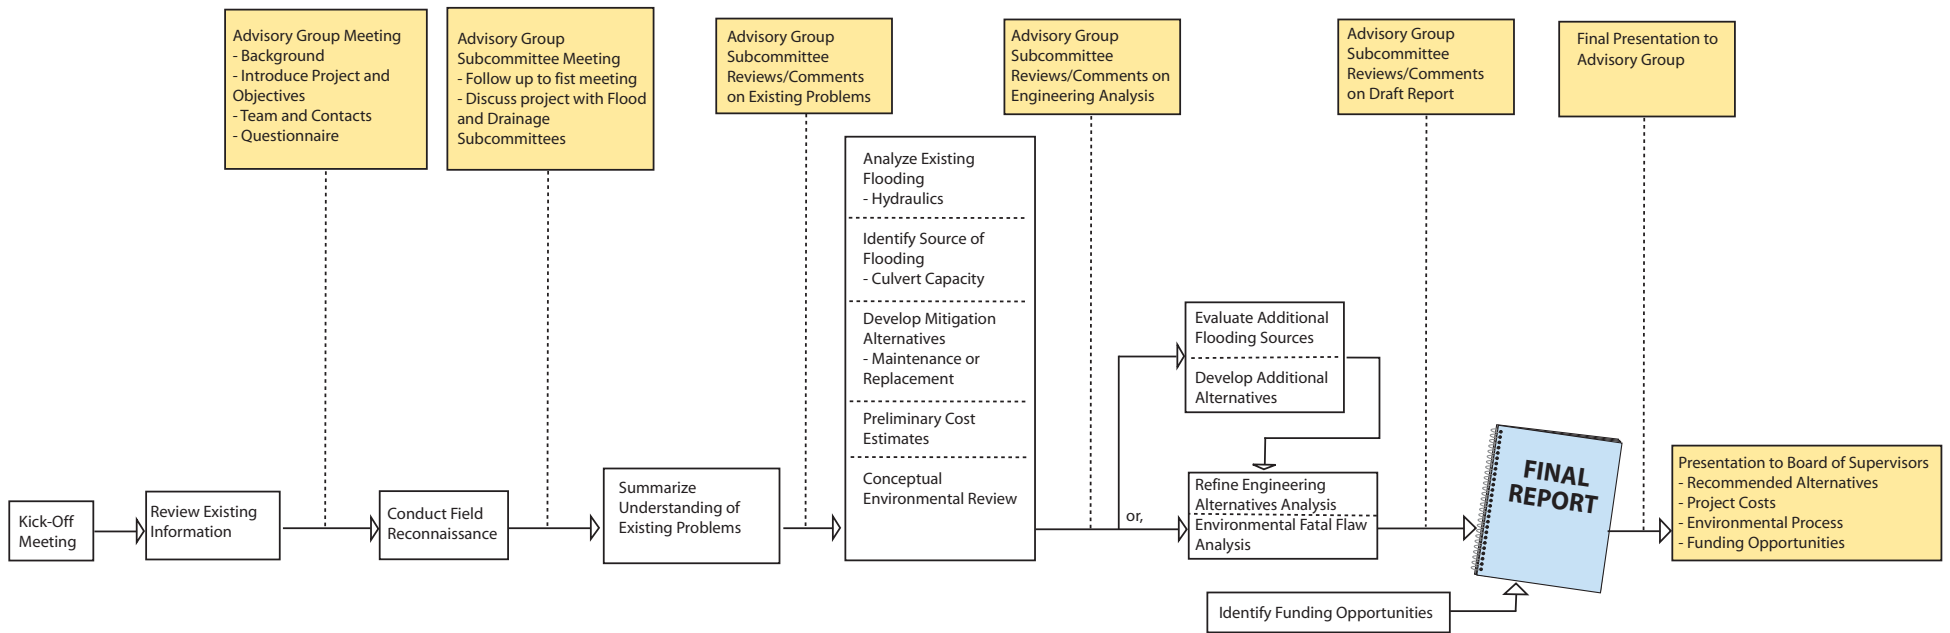 Advisory Group Meeting
- Background
- Introduce Project and
Objectives
- Team and Contacts
- Questionnaire
Advisory Group
Subcommittee Meeting
- Follow up to fist meeting
- Discuss project with Flood
and Drainage
Subcommittees
Advisory Group
Subcommittee
Reviews/Comments
on Existing Problems
Advisory Group
Subcommittee
Reviews/Comments on
Engineering Analysis
Advisory Group
Subcommittee
Reviews/Comments
on Draft Report
Final Presentation to
Advisory Group
Kick-Off
Meeting
Review Existing
Information
Conduct Field
Reconnaissance
Summarize
Understanding of
Existing Problems
Analyze Existing
Flooding
- Hydraulics
Identify Source of
Flooding
- Culvert Capacity
Develop Mitigation
Alternatives
- Maintenance or
Replacement
Preliminary Cost
Estimates
Conceptual
Environmental Review
or,
Evaluate Additional
Flooding Sources
Develop Additional
Alternatives
Refine Engineering
Alternatives Analysis
Environmental Fatal Flaw
Analysis
Identify Funding Opportunities
FINAL
REPORT
Presentation to Board of Supervisors
- Recommended Alternatives
- Project Costs
- Environmental Process
- Funding Opportunities